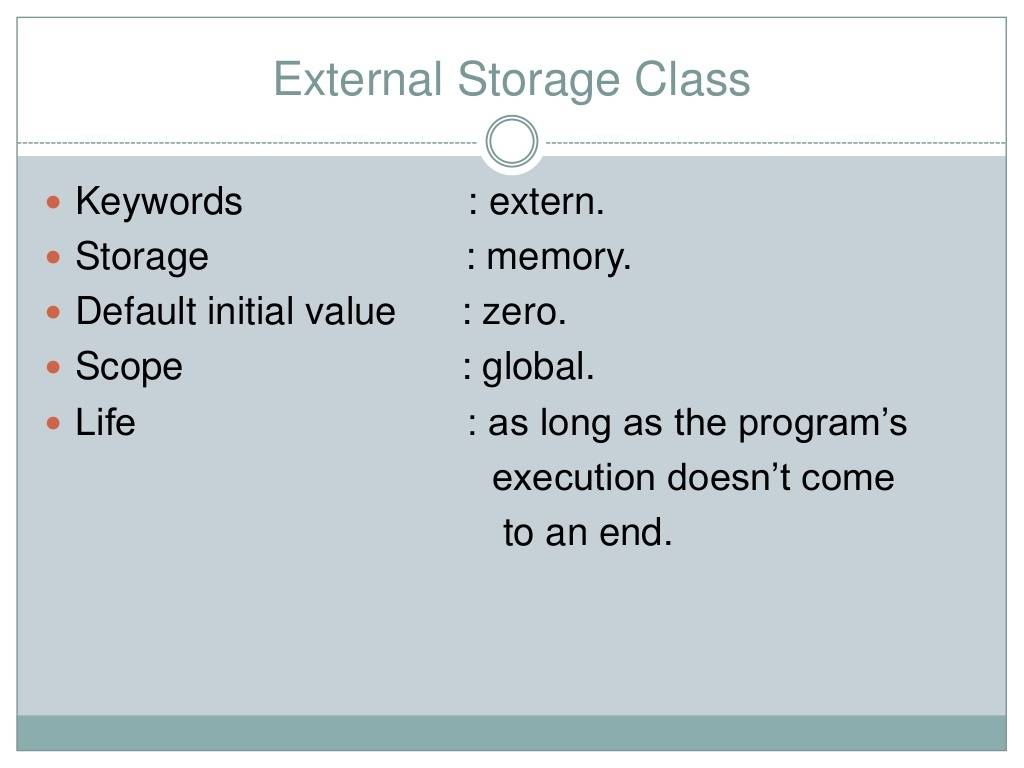 External Storage Class
Keywords : extern.
Storage : memory.
Default initial value : zero.
Scope : global.
Life : as long as the program’s
execution doesn’t come
to an end.